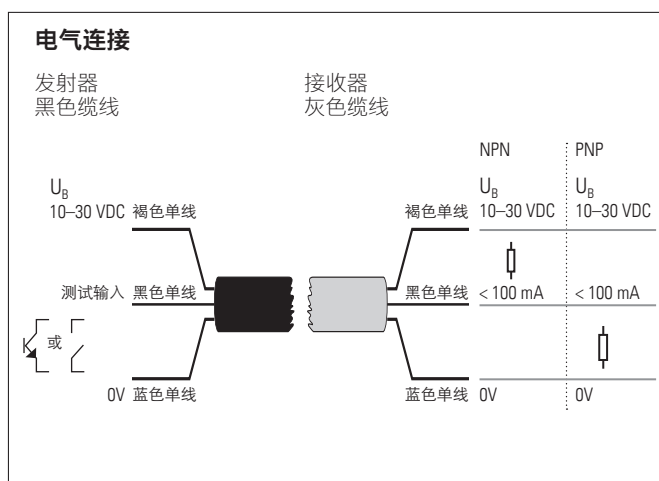 电气连接
发射器
黑色缆线
接收器
灰色缆线
NPN
PNP
U_B
10–30 VDC 褐色单线
褐色单线
U_B
10–30 VDC
U_B
10–30 VDC
测试输入 黑色单线
黑色单线
< 100 mA
< 100 mA
或
0V 蓝色单线
蓝色单线
0V
0V